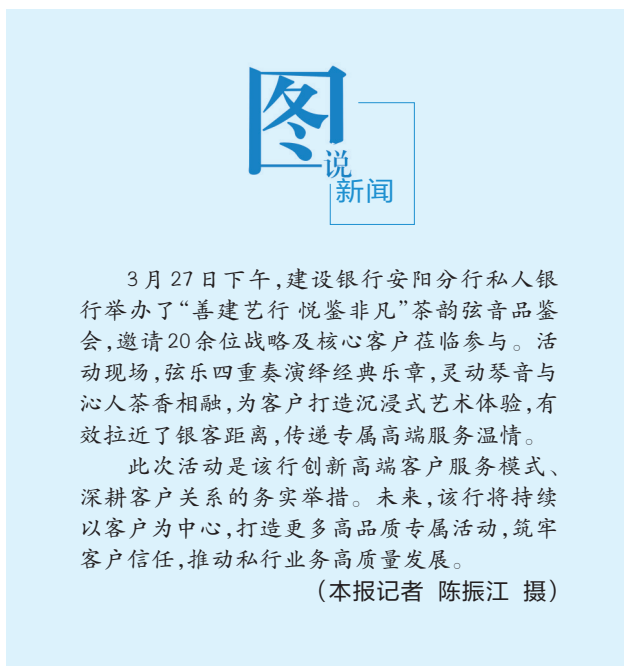 图
说
新闻
3月27日下午,建设银行安阳分行私人银
行举办了“善建艺行 悦鉴非凡”茶韵弦音品鉴
会,邀请20余位战略及核心客户莅临参与。活
动现场,弦乐四重奏演绎经典乐章,灵动琴音与
沁人茶香相融,为客户打造沉浸式艺术体验,有
效拉近了银客距离,传递专属高端服务温情。
此次活动是该行创新高端客户服务模式、
深耕客户关系的务实举措。未来,该行将持续
以客户为中心,打造更多高品质专属活动,筑牢
客户信任,推动私行业务高质量发展。
(本报记者 陈振江 摄)